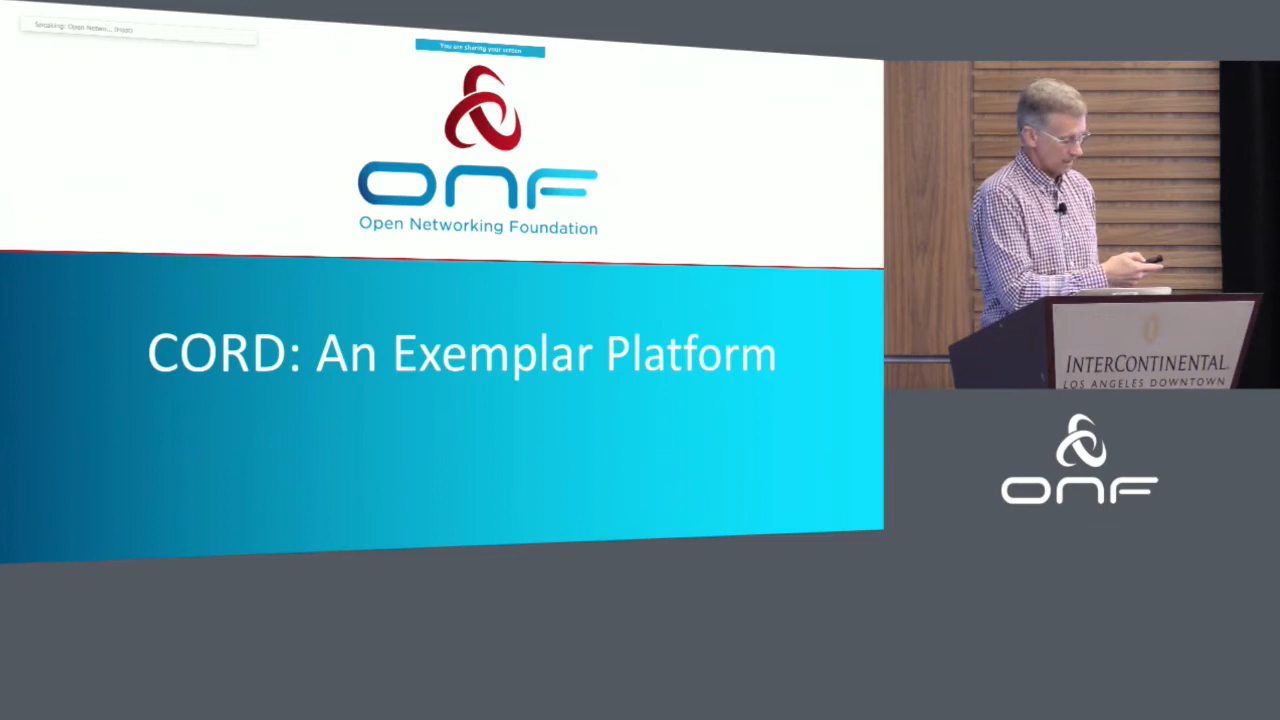 You are sharing your screen
ONF
Open Networking Foundation
CORD: An Exemplar Platform
INTERCONTINENTAL
LOS ANGELES DOWNTOWN
ONF